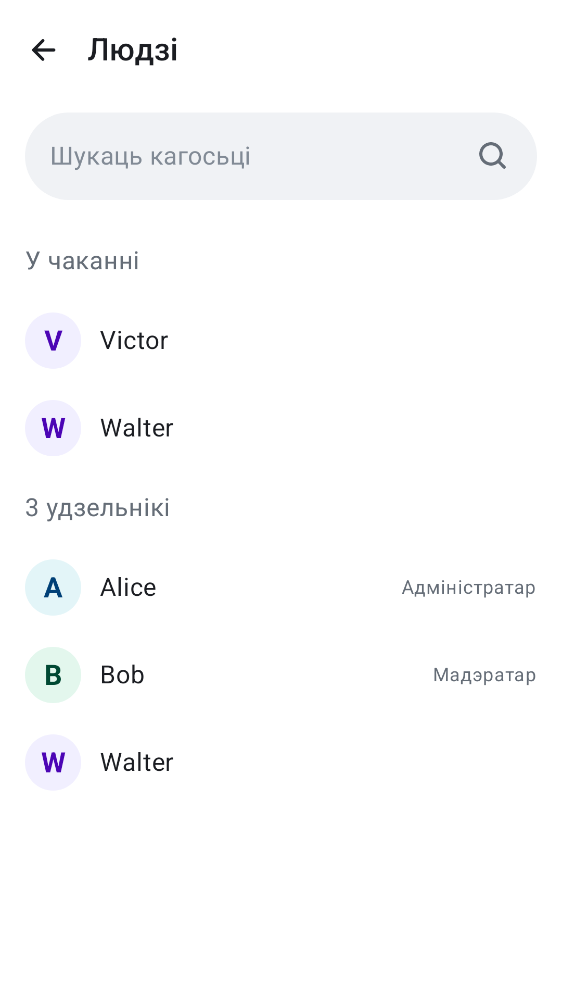 Людзі
Шукаць кагосьці
У чаканні
V Victor
W Walter
3 удзельнікі
A Alice Адміністратар
B Bob Мадэратар
W Walter